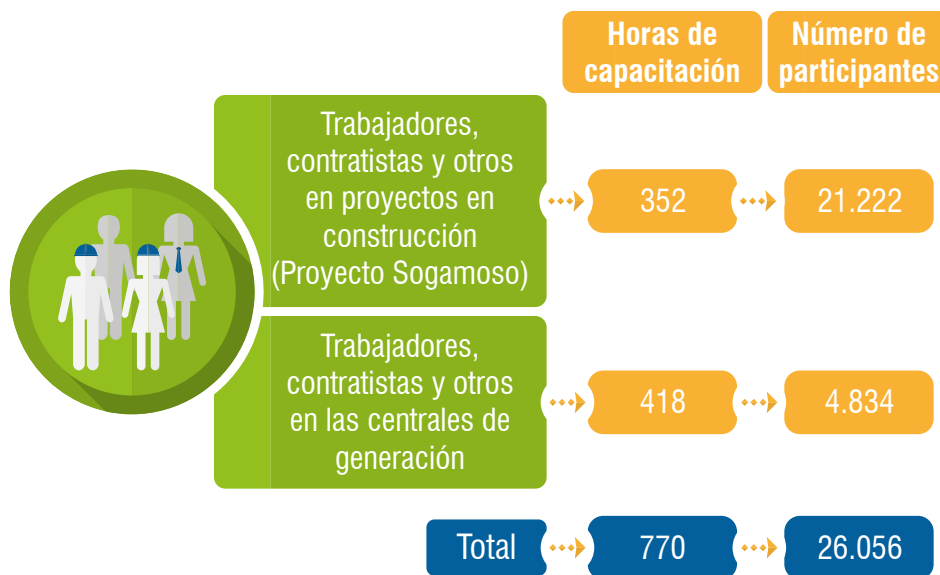 Horas de
capacitación
Número de
participantes
Trabajadores,
contratistas y otros
en proyectos en
construcción
(Proyecto Sogamoso)
352
21.222
Trabajadores,
contratistas y otros
en las centrales de
generación
418
4.834
Total
770
26.056